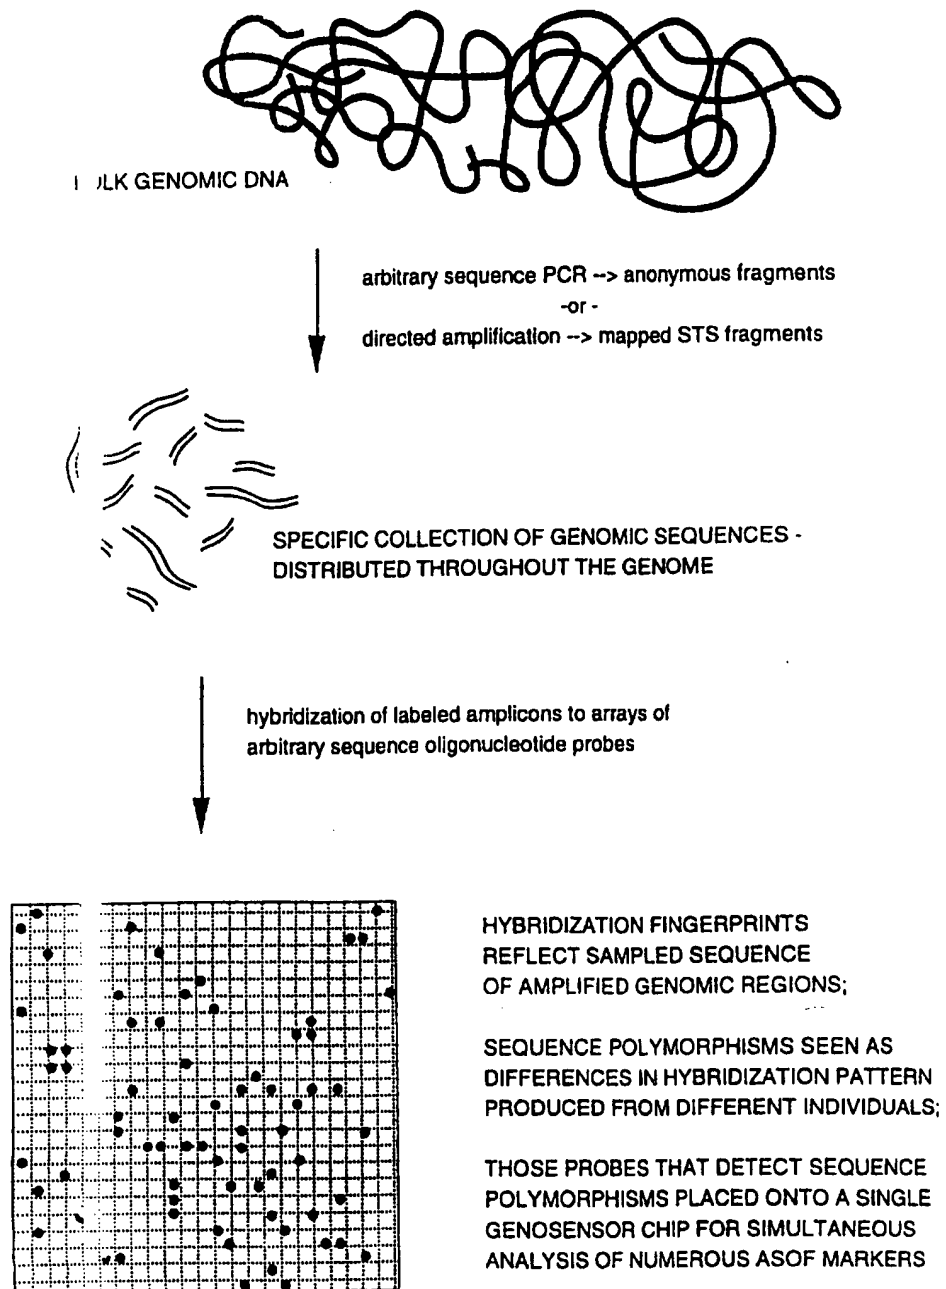 GENOMIC DNA
arbitrary sequence PCR --> anonymous fragments
-or -
directed amplification --> mapped STS fragments
SPECIFIC COLLECTION OF GENOMIC SEQUENCES -
DISTRIBUTED THROUGHOUT THE GENOME
hybridization of labeled amplicons to arrays of
arbitrary sequence oligonucleotide probes
HYBRIDIZATION FINGERPRINTS
REFLECT SAMPLED SEQUENCE
OF AMPLIFIED GENOMIC REGIONS;
SEQUENCE POLYMORPHISMS SEEN AS
DIFFERENCES IN HYBRIDIZATION PATTERN
PRODUCED FROM DIFFERENT INDIVIDUALS;
THOSE PROBES THAT DETECT SEQUENCE
POLYMORPHISMS PLACED ONTO A SINGLE
GENOSENSOR CHIP FOR SIMULTANEOUS
ANALYSIS OF NUMEROUS ASOF MARKERS